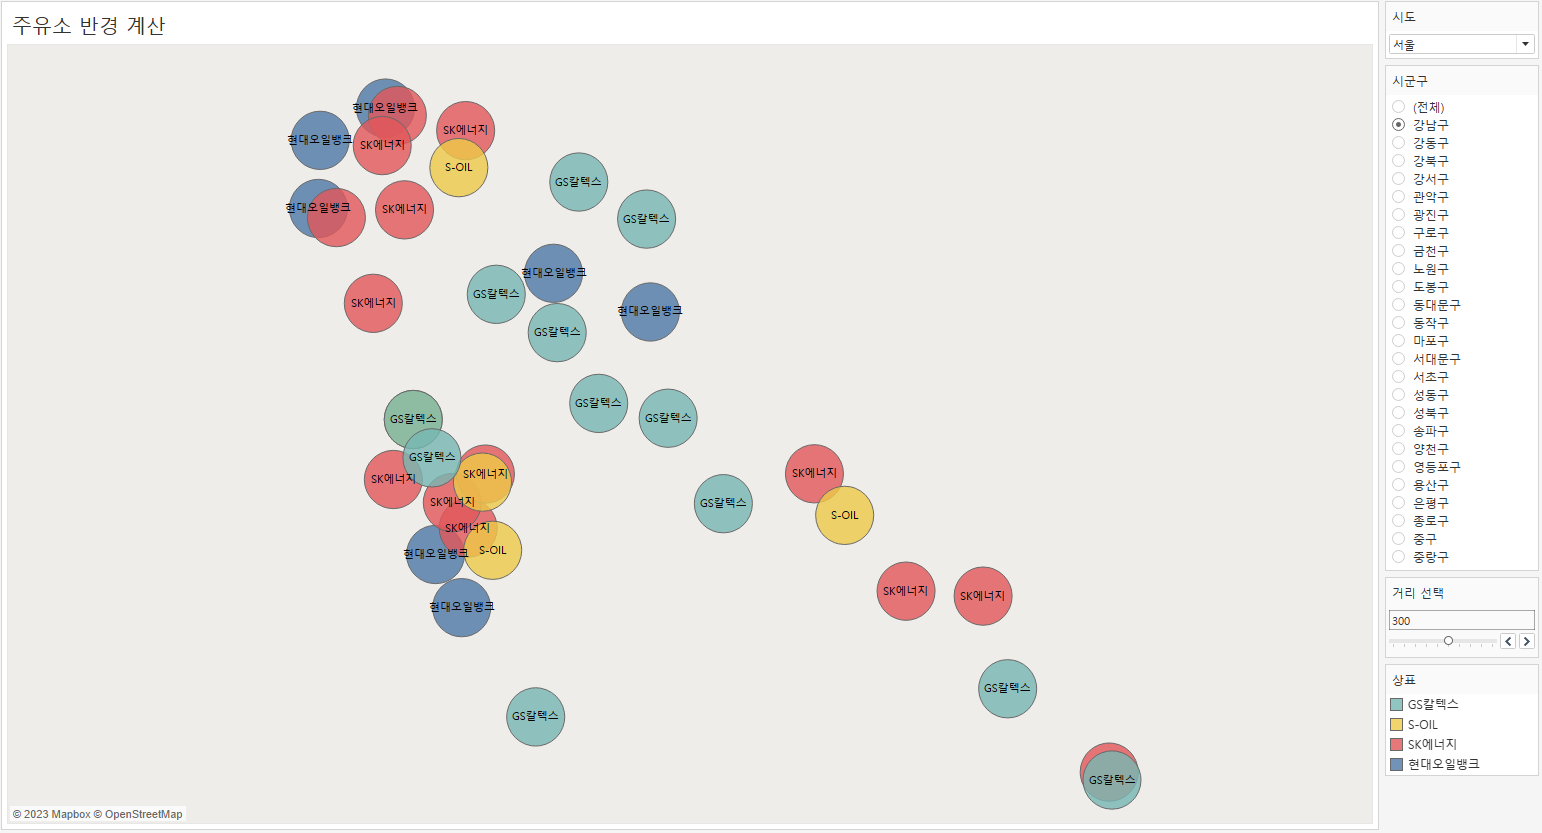 주유소 반경 계산
현대오일뱅크
현대오일뱅크
SK에너지
SK에너지
S-OIL
GS칼텍스
현대오일뱅크
SK에너지
GS칼텍스
현대오일뱅크
GS칼텍스
SK에너지
현대오일뱅크
GS칼텍스
GS칼텍스
GS칼텍스
GS칼텍스
GS칼텍스
SK에너지
SK에너지
SK에너지
SK에너지
GS칼텍스
S-OIL
SK에너지
현대오일뱅크
S-OIL
SK에너지
SK에너지
현대오일뱅크
GS칼텍스
GS칼텍스
GS칼텍스
© 2023 Mapbox © OpenStreetMap
시도
서울
시군구
(전체)
강남구
강동구
강북구
강서구
관악구
광진구
구로구
금천구
노원구
도봉구
동대문구
동작구
마포구
서대문구
서초구
성동구
성북구
송파구
양천구
영등포구
용산구
은평구
종로구
중구
중랑구
거리 선택
300
상표
GS칼텍스
S-OIL
SK에너지
현대오일뱅크